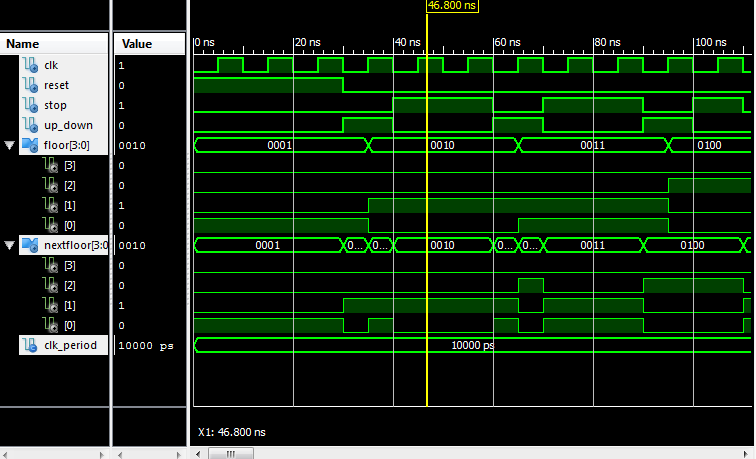 46.800 ns
Name Value 0 ns 20 ns 40 ns 60 ns 80 ns 100 ns
clk 1
reset 0
stop 1
up_down 0
floor[3:0] 0010 0001 0010 0011 0100
[3] 0
[2] 0
[1] 1
[0] 0
nextfloor[3:0 0010 0001 0... 0... 0010 0... 0... 0011 0100
[3] 0
[2] 0
[1] 1
[0] 0
clk_period 10000 ps 10000 ps
X1: 46.800 ns